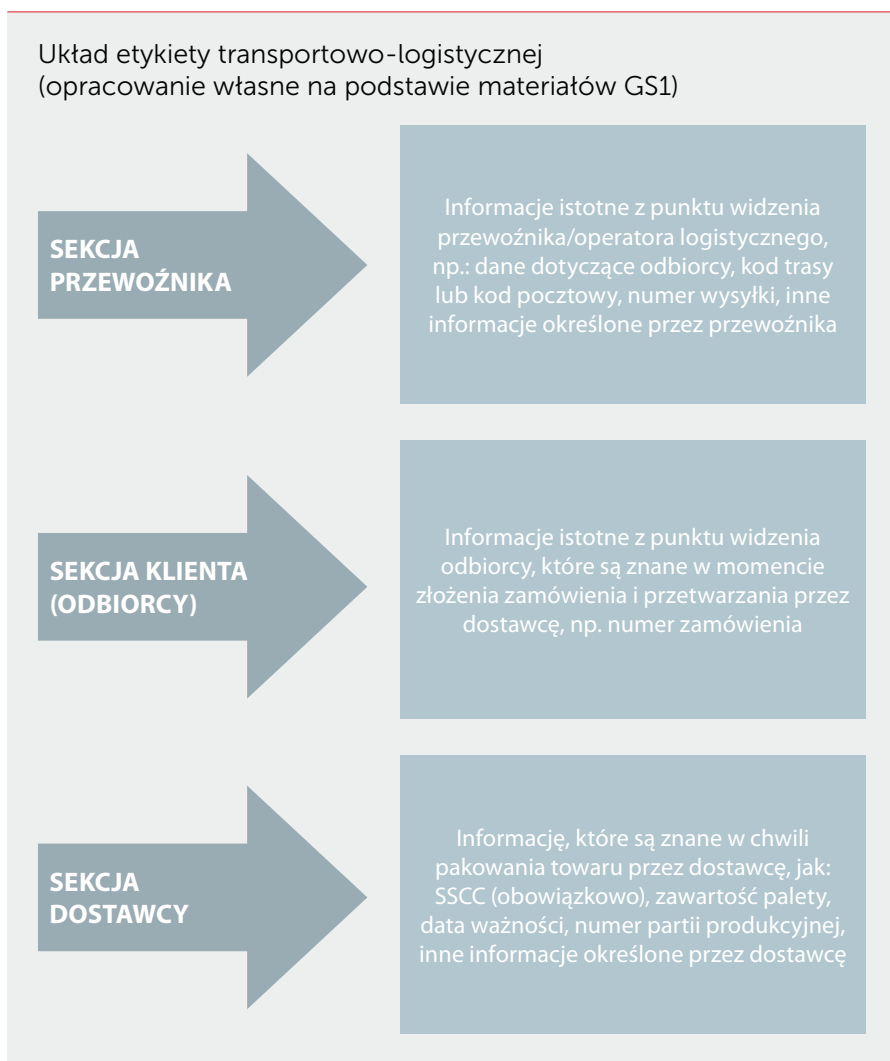 Układ etykiety transportowo-logistycznej
(opracowanie własne na podstawie materiałów GS1)
SEKCJA
PRZEWOŹNIKA
Informacje istotne z punktu widzenia
przewoźnika/operatora logistycznego,
np.: dane dotyczące odbiorcy, kod trasy
lub kod pocztowy, numer wysyłki, inne
informacje określone przez przewoźnika
SEKCJA KLIENTA
(ODBIORCY)
Informacje istotne z punktu widzenia
odbiorcy, które są znane w momencie
złożenia zamówienia i przetwarzania przez
dostawcę, np. numer zamówienia
SEKCJA
DOSTAWCY
Informację, które są znane w chwili
pakowania towaru przez dostawcę, jak:
SSCC (obowiązkowo), zawartość palety,
data ważności, numer partii produkcyjnej,
inne informacje określone przez dostawcę